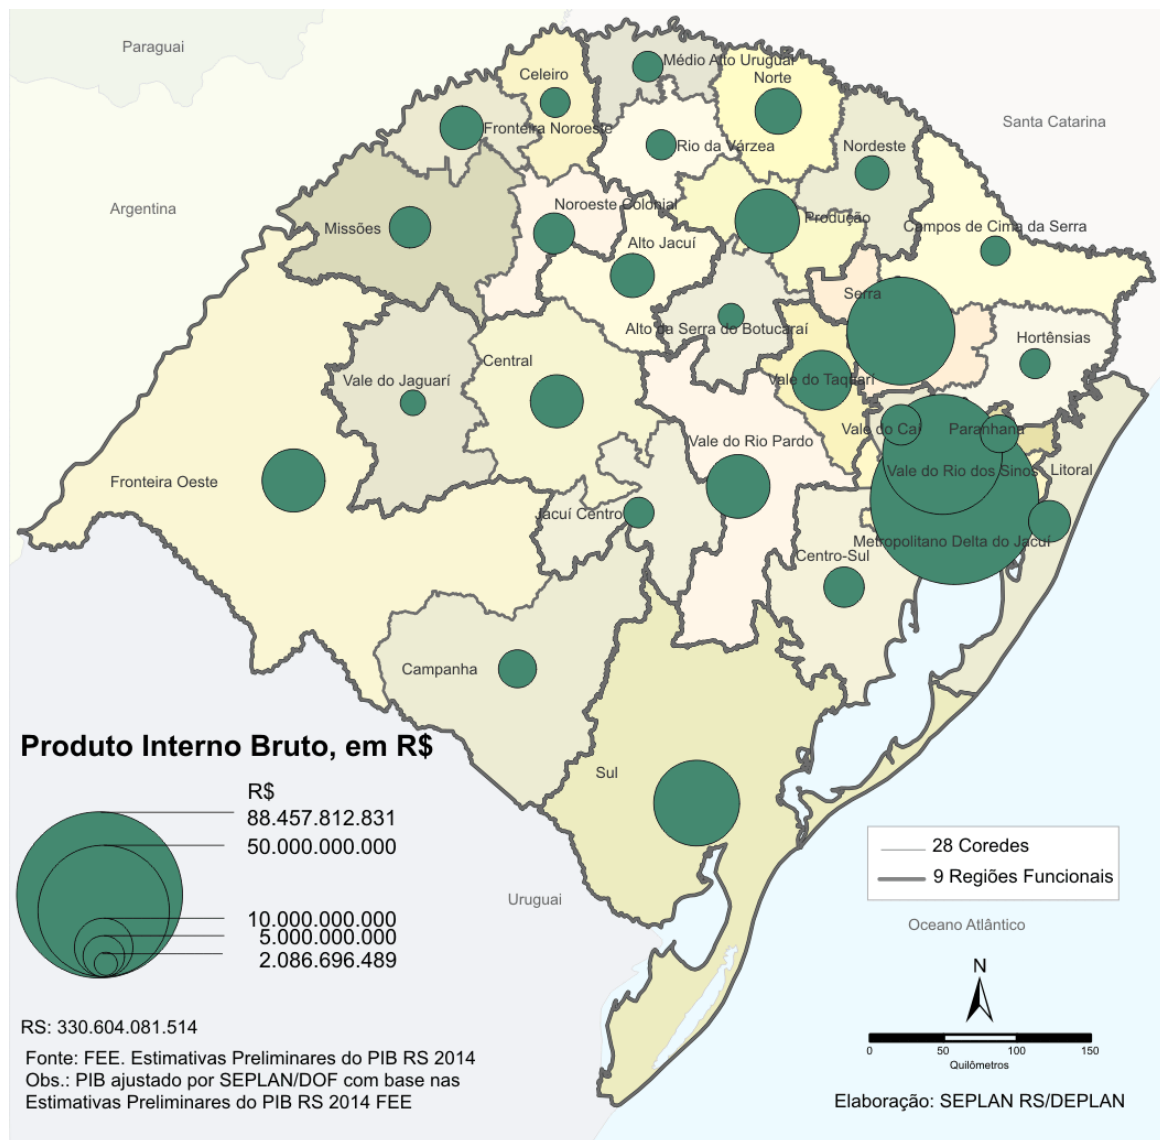 Paraguai
Médio Alto Uruguai
Celeiro
Norte
Santa Catarina
Fronteira Noroeste
Rio da Várzea
Nordeste
Argentina
Noroeste Colonial
Missões
Produção
Campos de Cima da Serra
Alto Jacuí
Serra
Alto da Serra do Botucaraí
Hortênsias
Central
Vale do Jaguarí
Vale do Taquarí
Vale do Caí
Paranhana
Vale do Rio Pardo
Vale do Rio dos Sinos
Litoral
Fronteira Oeste
Jacuí Centro
Metropolitano Delta do Jacuí
Centro-Sul
Campanha
Sul
Uruguai
Oceano Atlântico
Produto Interno Bruto, em R$
R$
88.457.812.831
50.000.000.000
10.000.000.000
5.000.000.000
2.086.696.489
RS: 330.604.081.514
Fonte: FEE. Estimativas Preliminares do PIB RS 2014
Obs.: PIB ajustado por SEPLAN/DOF com base nas
Estimativas Preliminares do PIB RS 2014 FEE
28 Coredes
9 Regiões Funcionais
N
0 50 100 150
Quilômetros
Elaboração: SEPLAN RS/DEPLAN